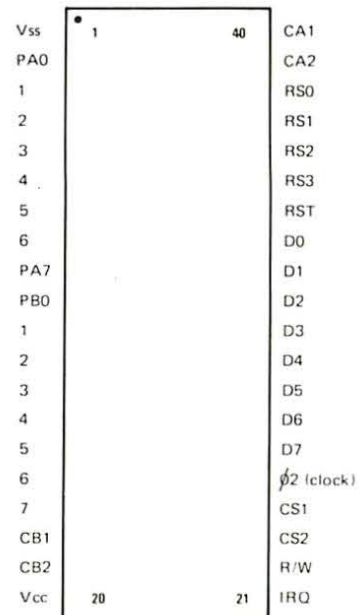 Vss 1 40 CA1
PA0 CA2
1 RS0
2 RS1
3 RS2
4 RS3
5 RST
6 D0
PA7 D1
PB0 D2
1 D3
2 D4
3 D5
4 D6
5 D7
6 ϕ2 (clock)
7 CS1
CB1 CS2
CB2 R/W
Vcc 20 21 IRQ